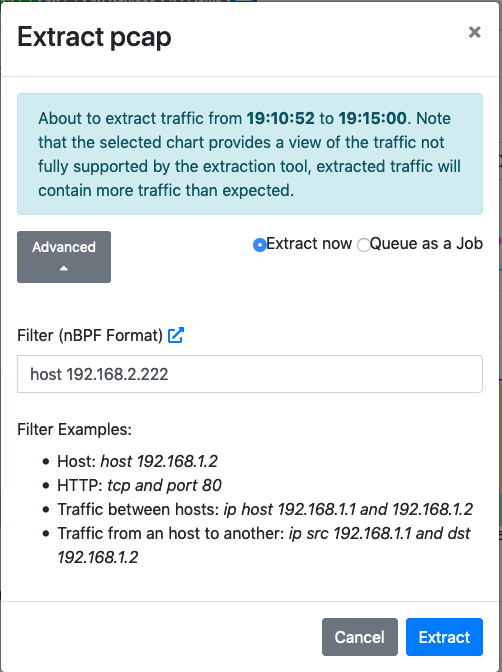 Extract pcap
×
About to extract traffic from 19:10:52 to 19:15:00. Note
that the selected chart provides a view of the traffic not
fully supported by the extraction tool, extracted traffic will
contain more traffic than expected.
Advanced
Extract now Queue as a Job
Filter (nBPF Format)
host 192.168.2.222
Filter Examples:
• Host: host 192.168.1.2
• HTTP: tcp and port 80
• Traffic between hosts: ip host 192.168.1.1 and 192.168.1.2
• Traffic from an host to another: ip src 192.168.1.1 and dst
192.168.1.2
Cancel Extract